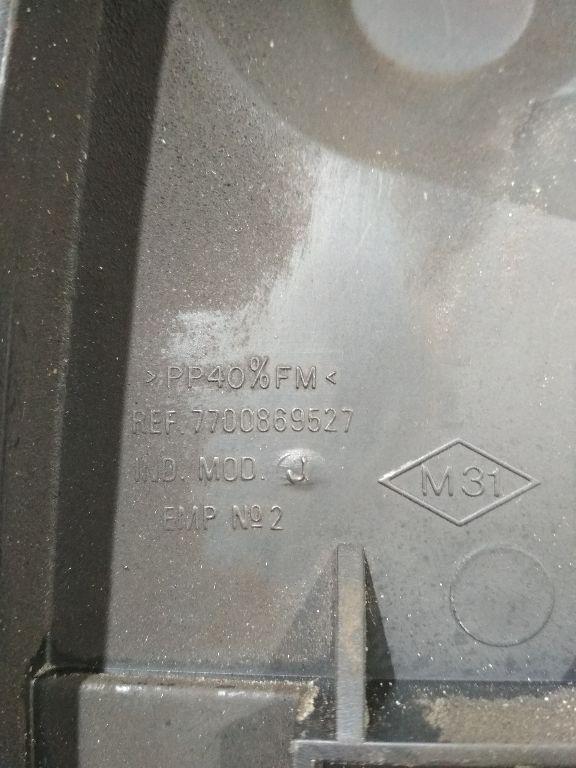 >PP40%FM<
REF. 7700869527
IND. MOD. J
M31
EMP Nº2